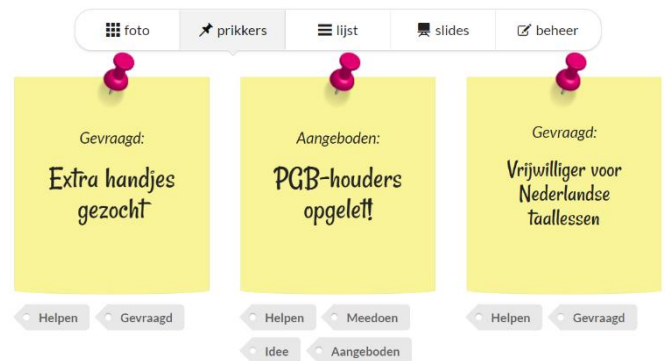 foto prikkers lijst slides beheer
Gevraagd:
Extra handjes
gezocht
Helpen Gevraagd
Aangeboden:
PGB-houders
opgelet!
Helpen Meedoen
Idee Aangeboden
Gevraagd:
Vrijwilliger voor
Nederlandse
taallessen
Helpen Gevraagd